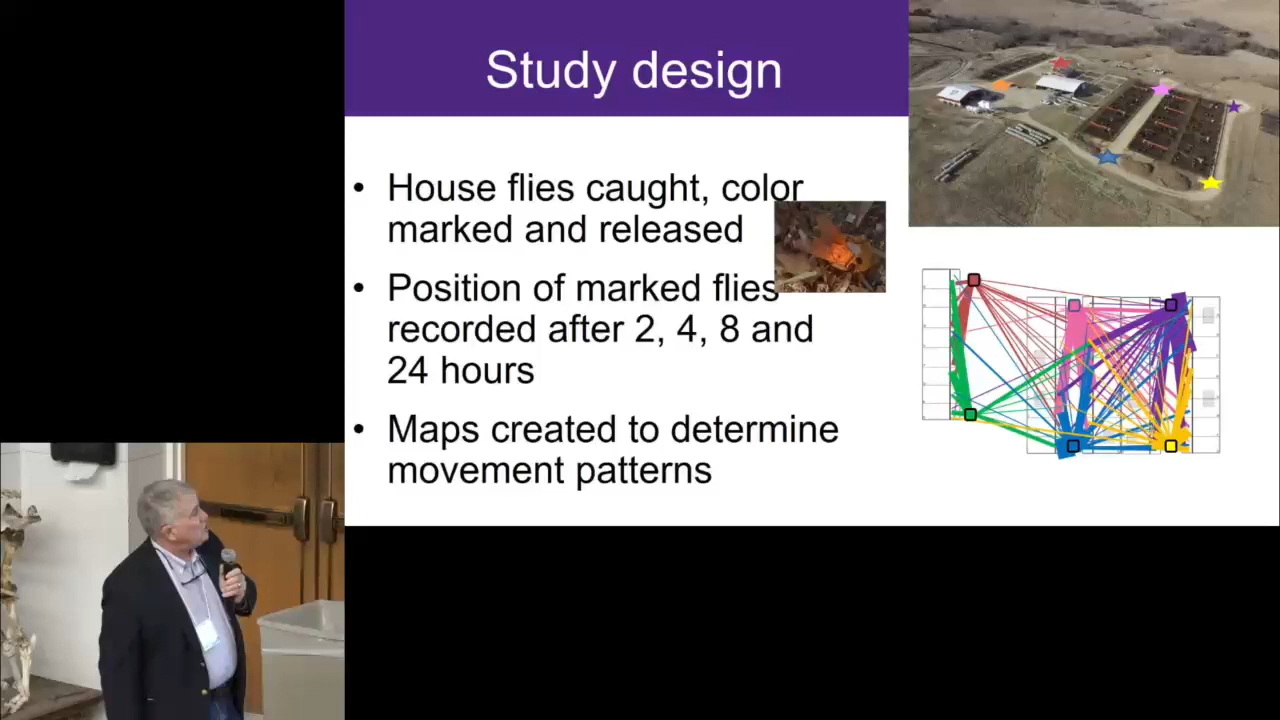 Study design
• House flies caught, color
marked and released
• Position of marked flies
recorded after 2, 4, 8 and
24 hours
• Maps created to determine
movement patterns